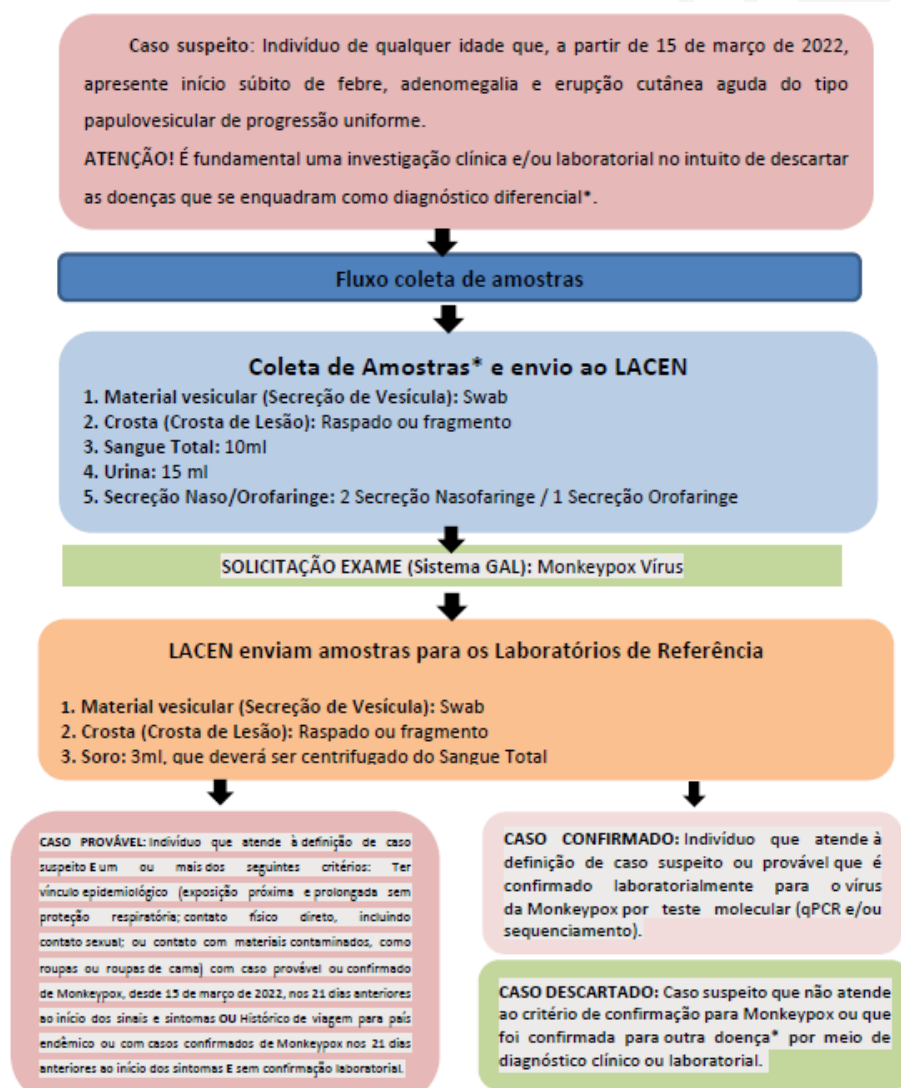 Caso suspeito: Indivíduo de qualquer idade que, a partir de 15 de março de 2022,
apresente início súbito de febre, adenomegalia e erupção cutânea aguda do tipo
papulovesicular de progressão uniforme.
ATENÇÃO! É fundamental uma investigação clínica e/ou laboratorial no intuito de descartar
as doenças que se enquadram como diagnóstico diferencial*.
Fluxo coleta de amostras
Coleta de Amostras* e envio ao LACEN
1. Material vesicular (Secreção de Vesícula): Swab
2. Crosta (Crosta de Lesão): Raspado ou fragmento
3. Sangue Total: 10ml
4. Urina: 15 ml
5. Secreção Naso/Orofaringe: 2 Secreção Nasofaringe / 1 Secreção Orofaringe
SOLICITAÇÃO EXAME (Sistema GAL): Monkeypox Vírus
LACEN enviam amostras para os Laboratórios de Referência
1. Material vesicular (Secreção de Vesícula): Swab
2. Crosta (Crosta de Lesão): Raspado ou fragmento
3. Soro: 3ml, que deverá ser centrifugado do Sangue Total
CASO PROVÁVEL: Indivíduo que atende à definição de caso
suspeito E um ou mais dos seguintes critérios: Ter
vínculo epidemiológico (exposição próxima e prolongada sem
proteção respiratória; contato físico direto, incluindo
contato sexual; ou contato com materiais contaminados, como
roupas ou roupas de cama) com caso provável ou confirmado
de Monkeypox, desde 15 de março de 2022, nos 21 dias anteriores
ao início dos sinais e sintomas OU Histórico de viagem para país
endêmico ou com casos confirmados de Monkeypox nos 21 dias
anteriores ao início dos sintomas E sem confirmação laboratorial.
CASO CONFIRMADO: Indivíduo que atende à
definição de caso suspeito ou provável que é
confirmado laboratorialmente para o vírus
da Monkeypox por teste molecular (qPCR e/ou
sequenciamento).
CASO DESCARTADO: Caso suspeito que não atende
ao critério de confirmação para Monkeypox ou que
foi confirmada para outra doença* por meio de
diagnóstico clínico ou laboratorial.